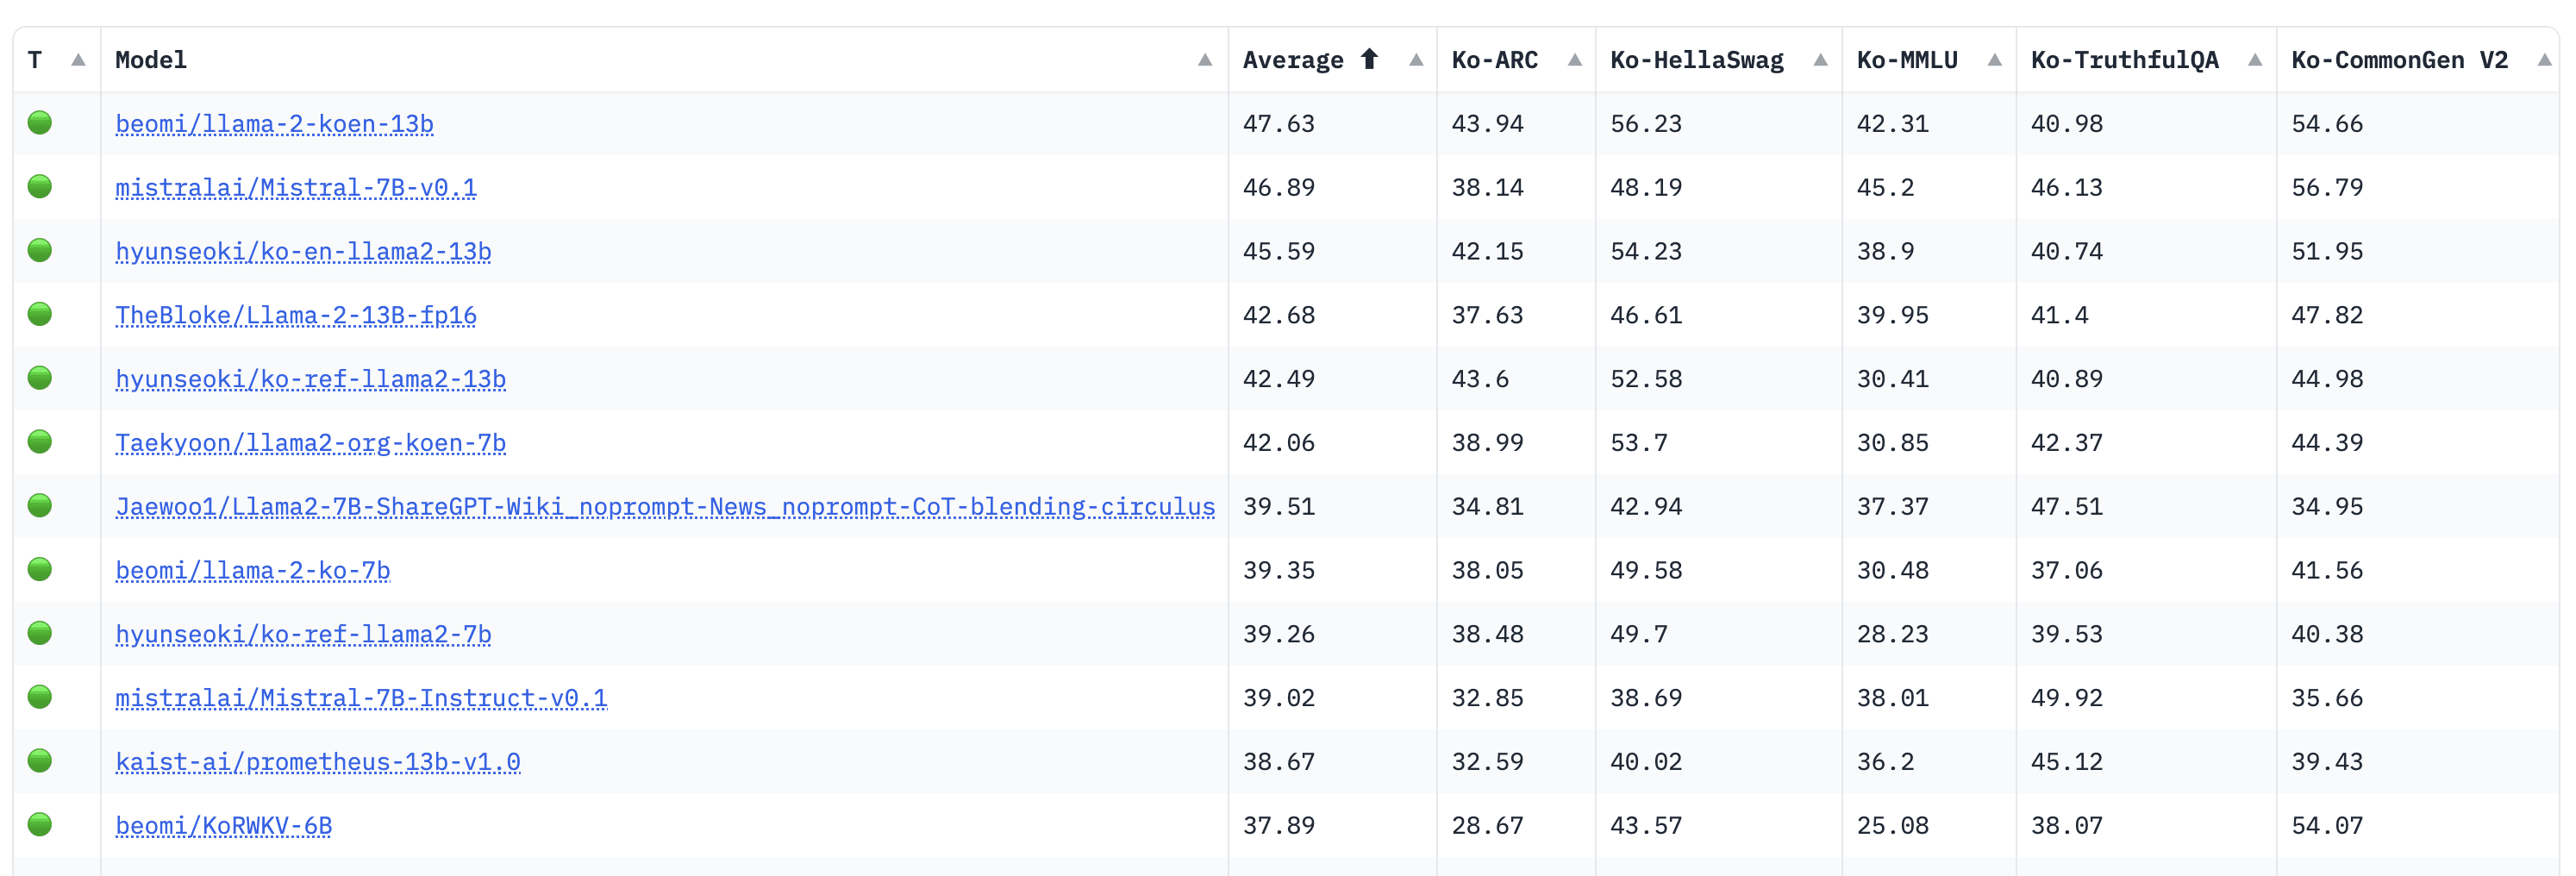 T Model Average ⬆️ Ko-ARC Ko-HellaSwag Ko-MMLU Ko-TruthfulQA Ko-CommonGen V2
beomi/llama-2-koen-13b 47.63 43.94 56.23 42.31 40.98 54.66
mistralai/Mistral-7B-v0.1 46.89 38.14 48.19 45.2 46.13 56.79
hyunseoki/ko-en-llama2-13b 45.59 42.15 54.23 38.9 40.74 51.95
TheBloke/Llama-2-13B-fp16 42.68 37.63 46.61 39.95 41.4 47.82
hyunseoki/ko-ref-llama2-13b 42.49 43.6 52.58 30.41 40.89 44.98
Taekyoon/llama2-org-koen-7b 42.06 38.99 53.7 30.85 42.37 44.39
Jaewoo1/Llama2-7B-ShareGPT-Wiki_noprompt-News_noprompt-CoT-blending-circulus 39.51 34.81 42.94 37.37 47.51 34.95
beomi/llama-2-ko-7b 39.35 38.05 49.58 30.48 37.06 41.56
hyunseoki/ko-ref-llama2-7b 39.26 38.48 49.7 28.23 39.53 40.38
mistralai/Mistral-7B-Instruct-v0.1 39.02 32.85 38.69 38.01 49.92 35.66
kaist-ai/prometheus-13b-v1.0 38.67 32.59 40.02 36.2 45.12 39.43
beomi/KoRWKV-6B 37.89 28.67 43.57 25.08 38.07 54.07